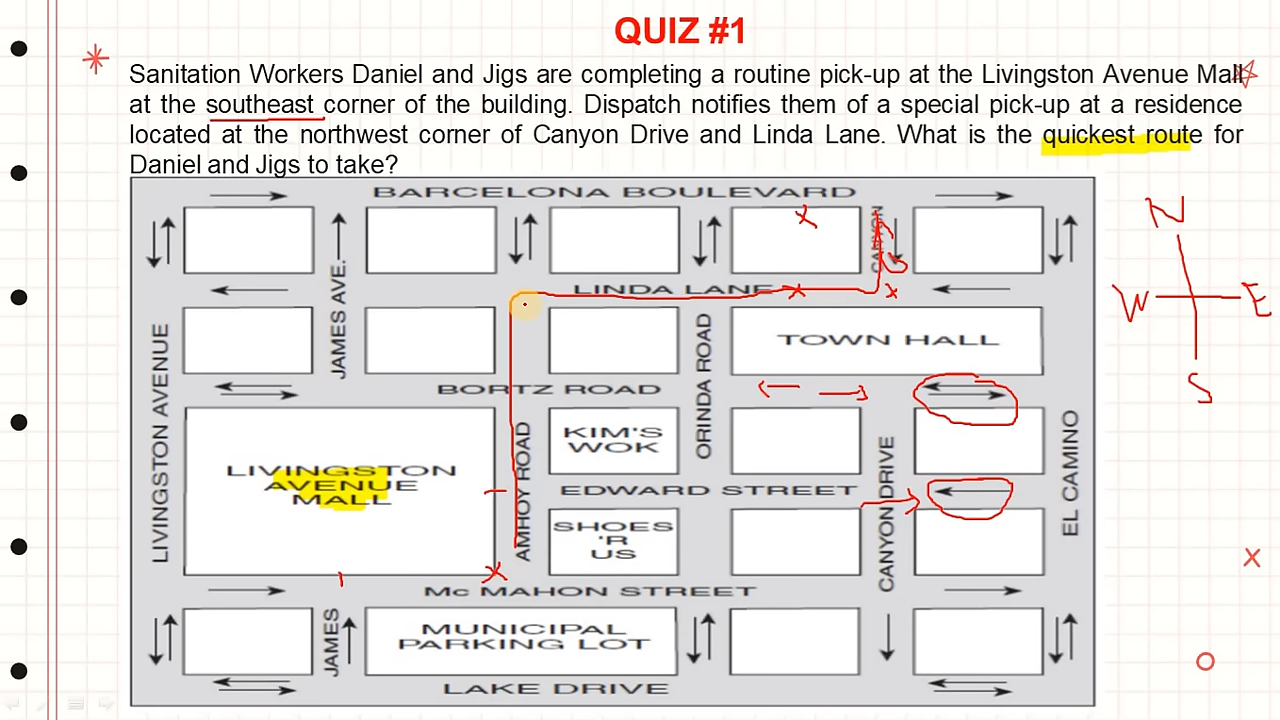 QUIZ #1
Sanitation Workers Daniel and Jigs are completing a routine pick-up at the Livingston Avenue Mall
at the southeast corner of the building. Dispatch notifies them of a special pick-up at a residence
located at the northwest corner of Canyon Drive and Linda Lane. What is the quickest route for
Daniel and Jigs to take?
BARCELONA BOULEVARD
CANYON
N
LINDA LANE
W
E
JAMES AVE.
TOWN HALL
S
LIVINGSTON AVENUE
BORTZ ROAD
ORINDA ROAD
KIM'S
WOK
LIVINGSTON
AVENUE
MALL
AMHOY ROAD
EDWARD STREET
CANYON DRIVE
EL CAMINO
SHOES
'R
US
Mc MAHON STREET
JAMES
MUNICIPAL
PARKING LOT
LAKE DRIVE